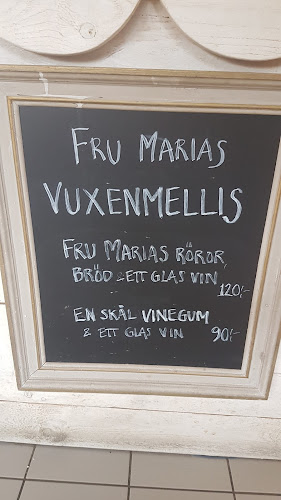 FRU MARIAS
VUXENMELLIS
FRU MARIAS RÖROR,
BRÖD & ETT GLAS VIN
120:-
EN SKÅL VINEGUM
& ETT GLAS VIN 90:-